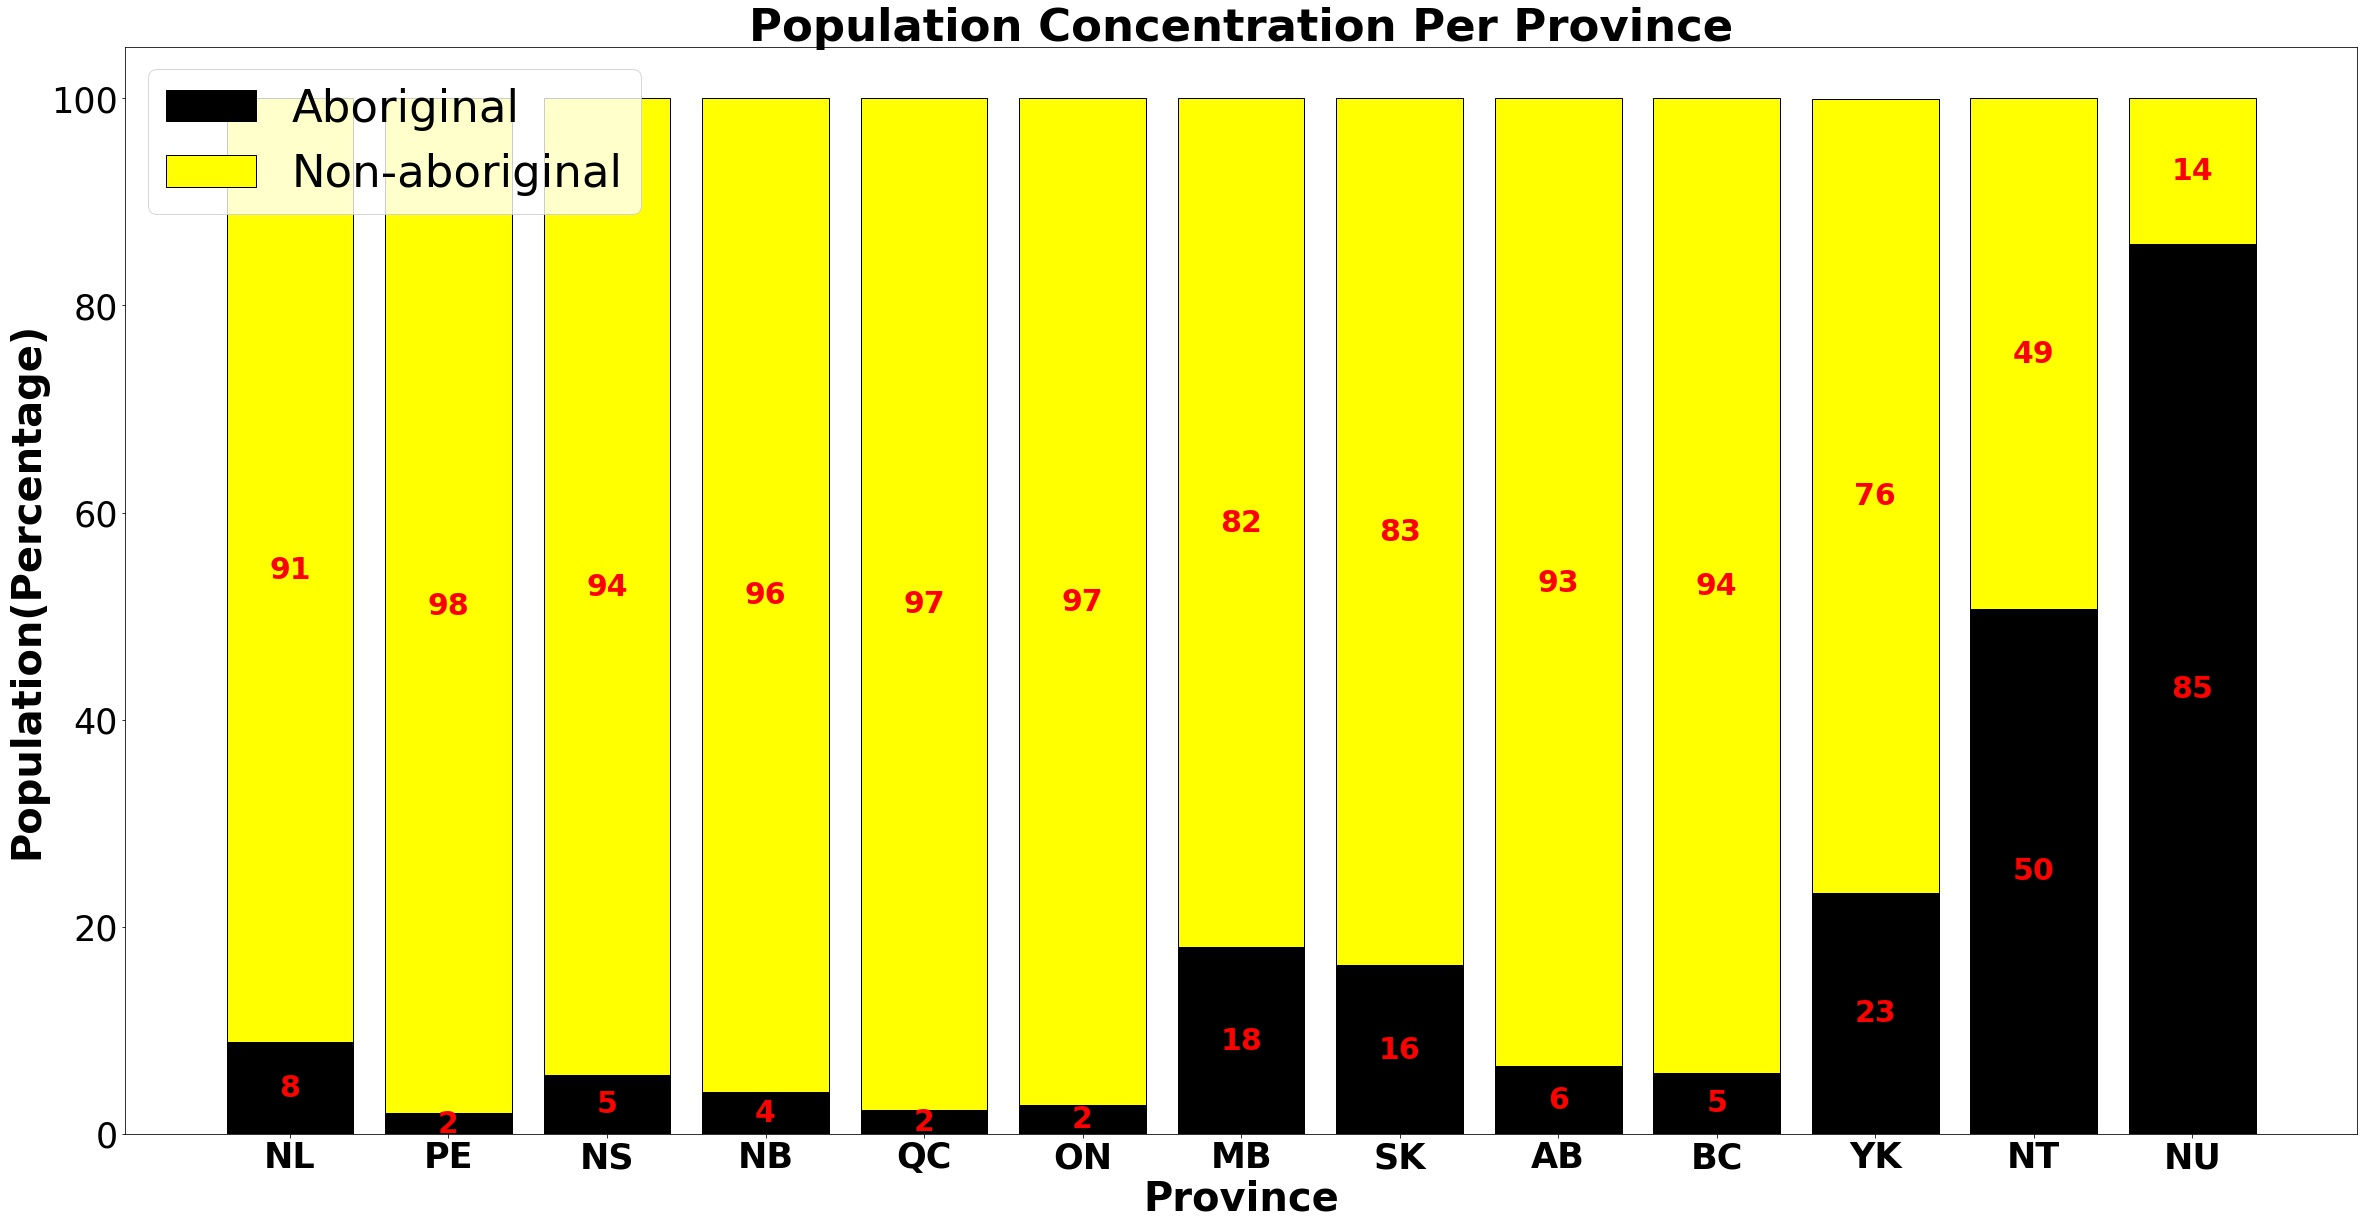 Population Concentration Per Province
Aboriginal
Non-aboriginal
Population(Percentage)
100
80
60
40
20
0
91 98 94 96 97 97 82 83 93 94 76 49 14
8 2 5 4 2 2 18 16 6 5 23 50 85
NL PE NS NB QC ON MB SK AB BC YK NT NU
Province